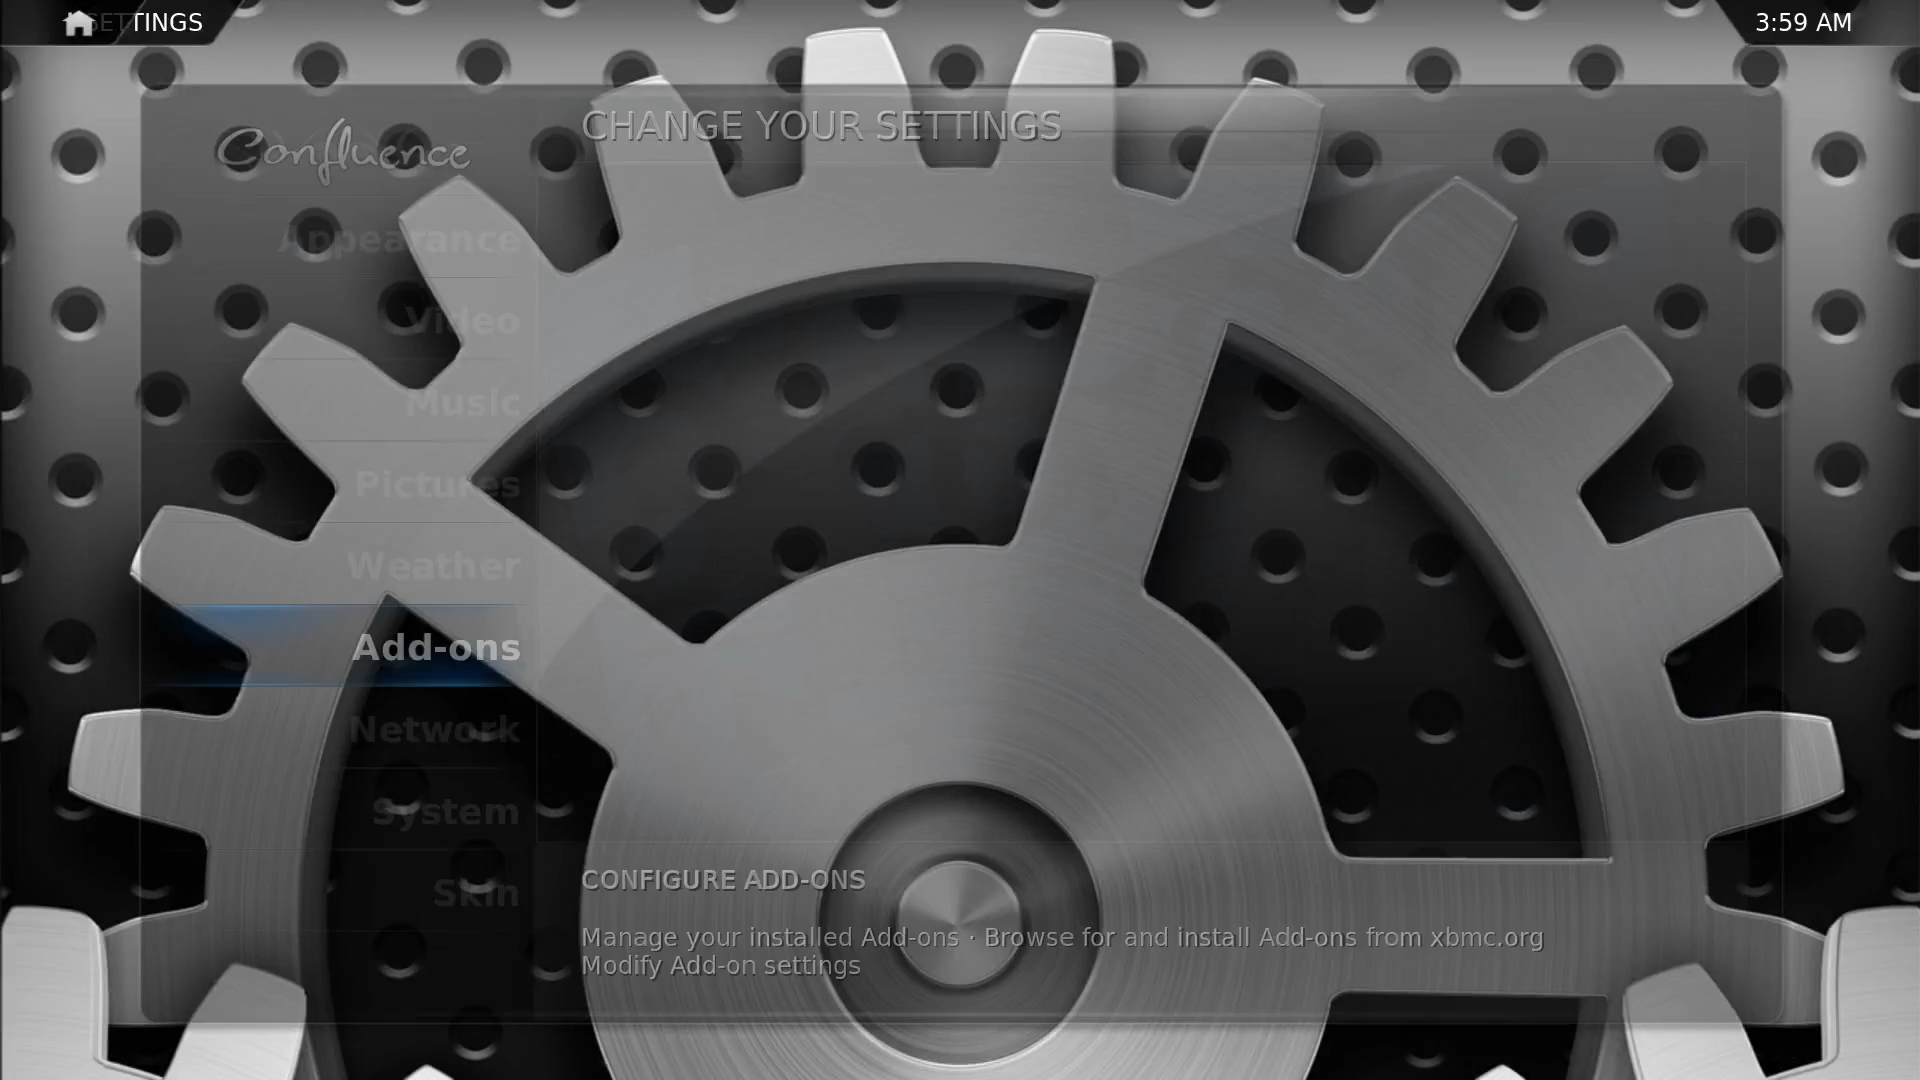 SETTINGS
3:59 AM
Confluence
CHANGE YOUR SETTINGS
Appearance
Video
Music
Pictures
Weather
Add-ons
Network
System
Skin
CONFIGURE ADD-ONS
Manage your installed Add-ons · Browse for and install Add-ons from xbmc.org
Modify Add-on settings